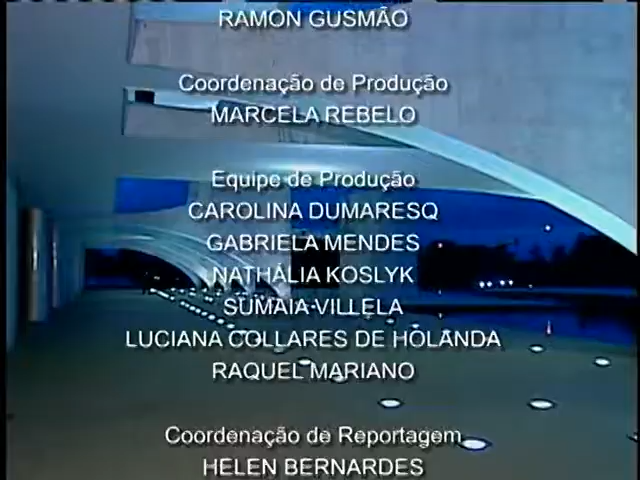 RAMON GUSMÃO
Coordenação de Produção
MARCELA REBELO
Equipe de Produção
CAROLINA DUMARESQ
GABRIELA MENDES
NATHÁLIA KOSLYK
SUMAIA VILLELA
LUCIANA COLLARES DE HOLANDA
RAQUEL MARIANO
Coordenação de Reportagem
HELEN BERNARDES